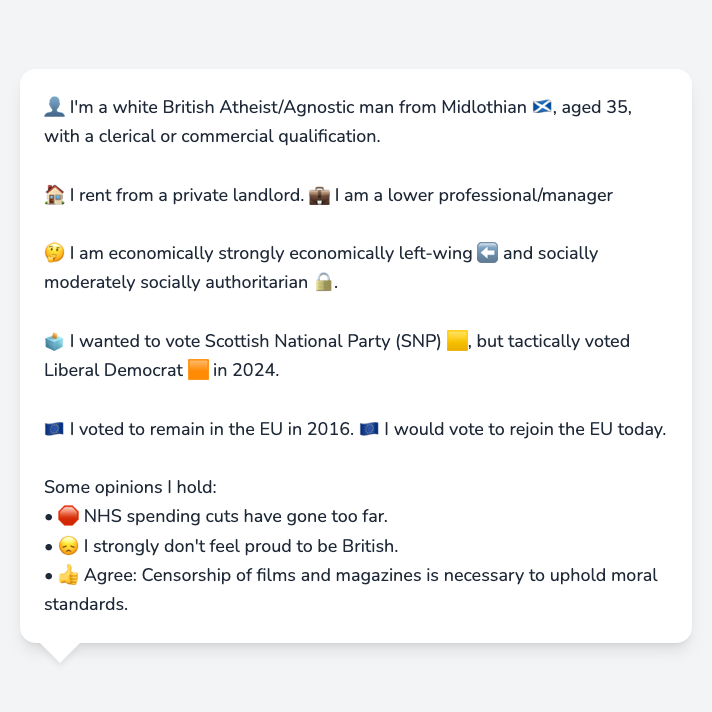 👤 I'm a white British Atheist/Agnostic man from Midlothian 🏴󠁧󠁢󠁳󠁣󠁴󠁿, aged 35,
with a clerical or commercial qualification.
🏠 I rent from a private landlord. 💼 I am a lower professional/manager
🤔 I am economically strongly economically left-wing ⬅️ and socially
moderately socially authoritarian 🔒.
🗳️ I wanted to vote Scottish National Party (SNP) 🟨, but tactically voted
Liberal Democrat 🟧 in 2024.
🇪🇺 I voted to remain in the EU in 2016. 🇪🇺 I would vote to rejoin the EU today.
Some opinions I hold:
• 🛑 NHS spending cuts have gone too far.
• 😞 I strongly don't feel proud to be British.
• 👍 Agree: Censorship of films and magazines is necessary to uphold moral
standards.